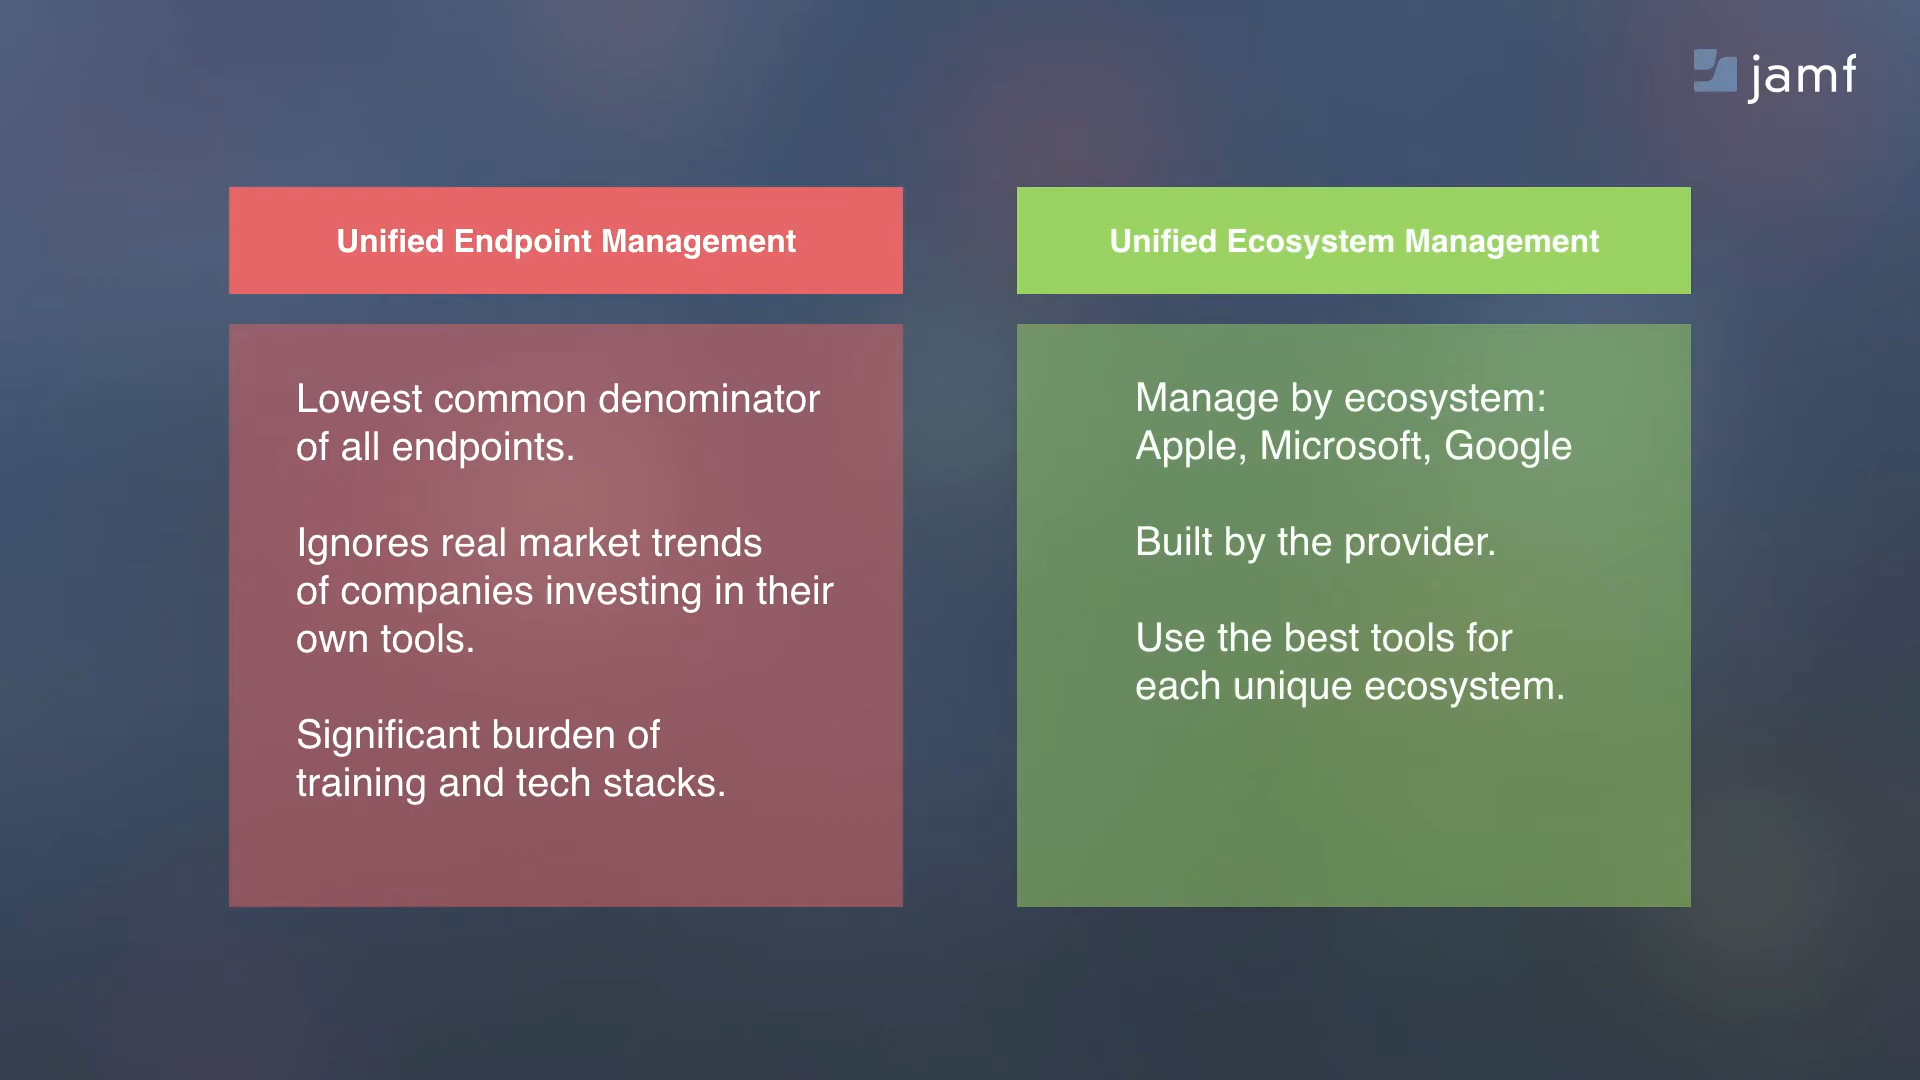 jamf
Unified Endpoint Management
Lowest common denominator
of all endpoints.
Ignores real market trends
of companies investing in their
own tools.
Significant burden of
training and tech stacks.
Unified Ecosystem Management
Manage by ecosystem:
Apple, Microsoft, Google
Built by the provider.
Use the best tools for
each unique ecosystem.